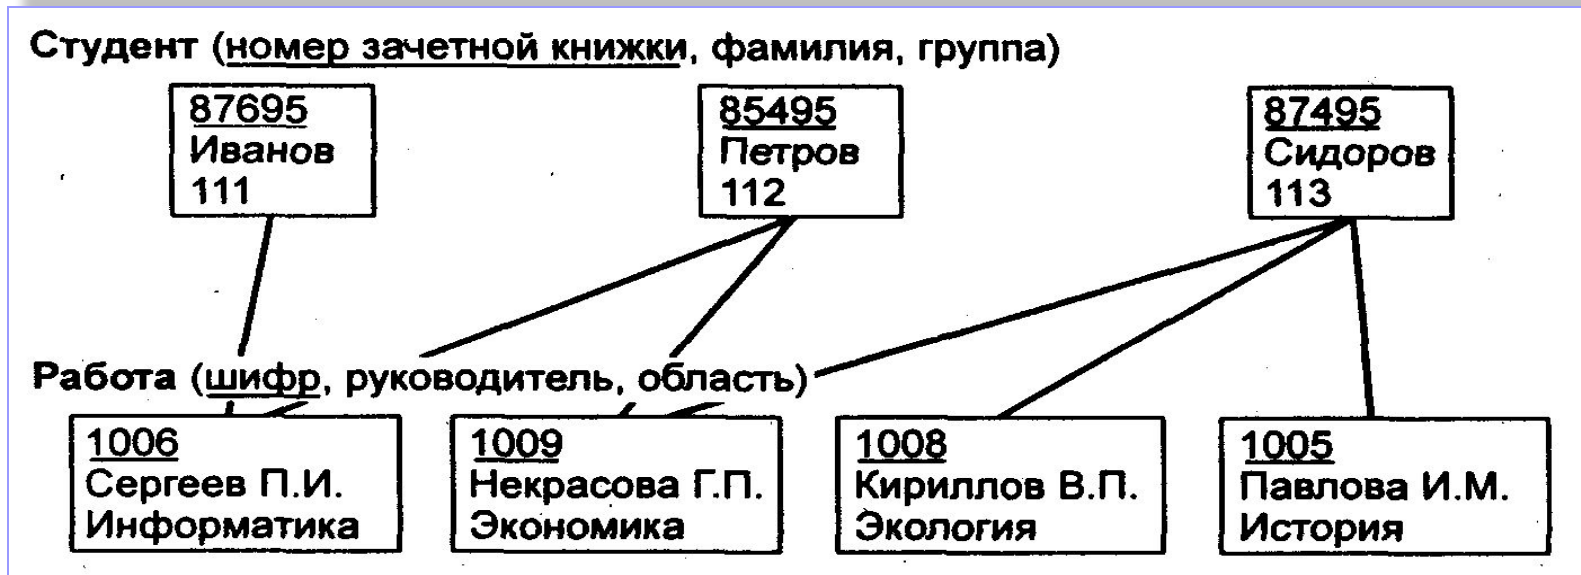 Студент (номер зачетной книжки, фамилия, группа)
87695
Иванов
111
85495
Петров
112
87495
Сидоров
113
Работа (шифр, руководитель, область)
1006
Сергеев П.И.
Информатика
1009
Некрасова Г.П.
Экономика
1008
Кириллов В.П.
Экология
1005
Павлова И.М.
История